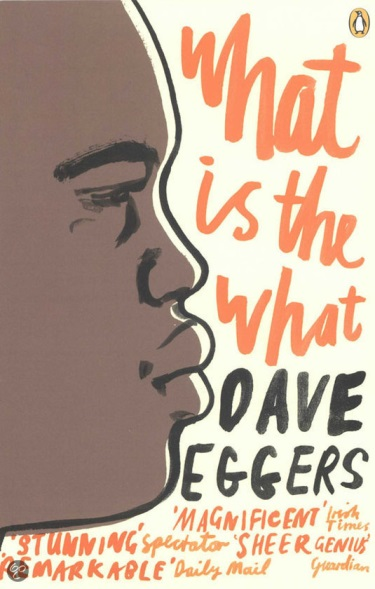 What
is the
what
DAVE
EGGERS
'MAGNIFICENT' Irish Times
'STUNNING' Spectator 'SHEER GENIUS' Guardian
'REMARKABLE' Daily Mail